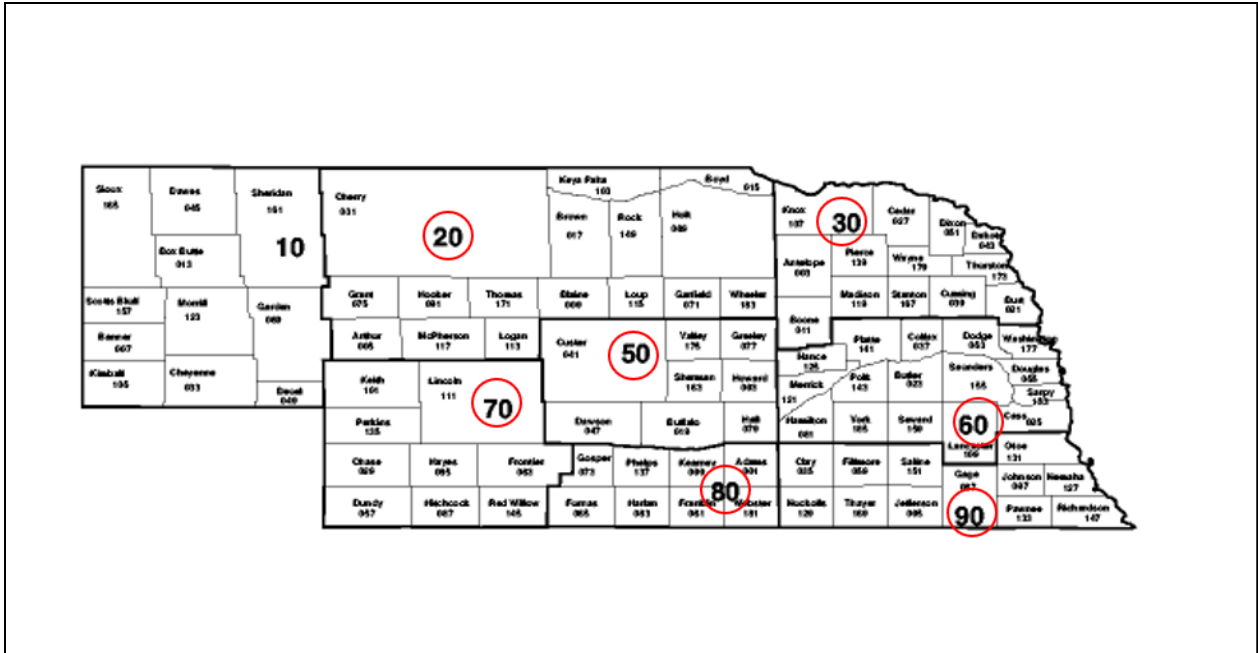 Sioux
165
Dawes
045
Sheridan
161
10
Box Butte
013
Scotts Bluff
157
Morrill
123
Garden
069
Banner
007
Kimball
105
Cheyenne
033
Deuel
049
Cherry
031
20
Keya Paha
103
Boyd
015
Brown
017
Rock
149
Holt
089
Grant
075
Hooker
091
Thomas
171
Blaine
009
Loup
115
Garfield
071
Wheeler
183
Arthur
005
McPherson
117
Logan
113
Knox
107
30
Cedar
027
Dixon
051
Dakota
043
Antelope
003
Pierce
139
Wayne
179
Thurston
173
Madison
119
Stanton
167
Cuming
039
Burt
021
Boone
011
Custer
041
50
Valley
175
Greeley
077
Sherman
163
Howard
093
Dawson
047
Buffalo
019
Hall
079
Nance
125
Platte
141
Colfax
037
Dodge
053
Washington
177
Merrick
121
Polk
143
Butler
023
Saunders
155
Douglas
055
Sarpy
153
Hamilton
081
York
185
Seward
159
60
Cass
025
Lancaster
109
Keith
101
Lincoln
111
70
Perkins
135
Chase
029
Hayes
085
Frontier
063
Dundy
057
Hitchcock
087
Red Willow
145
Gosper
073
Phelps
137
Kearney
099
Adams
001
80
Furnas
065
Harlan
083
Franklin
061
Webster
181
Clay
035
Fillmore
059
Saline
151
Gage
067
Otoe
131
Johnson
097
Nemaha
127
Nuckolls
129
Thayer
169
Jefferson
095
90
Pawnee
133
Richardson
147